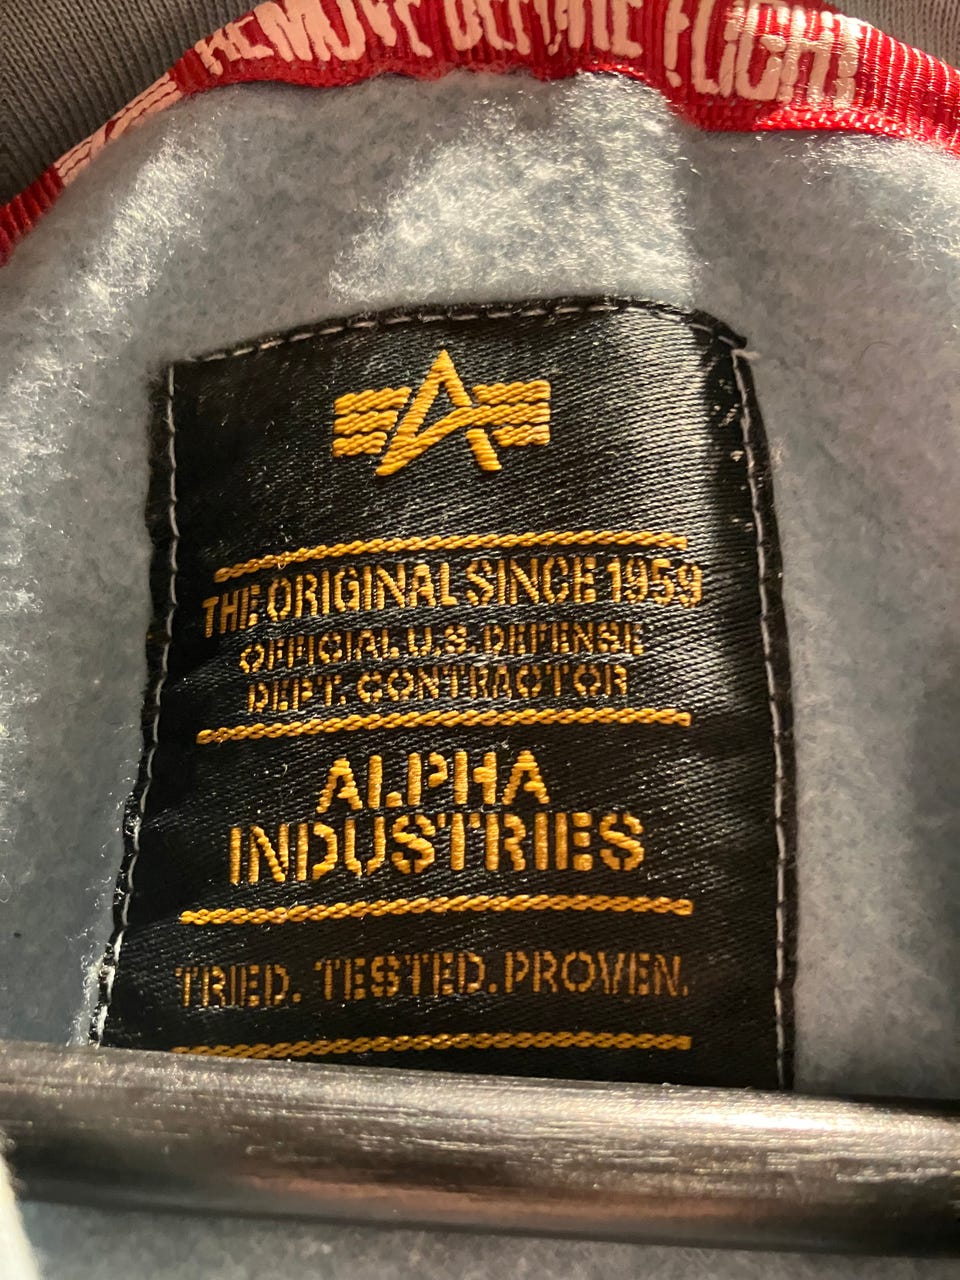 REMOVE BEFORE FLIGHT
THE ORIGINAL SINCE 1959
OFFICIAL U.S. DEFENSE
DEPT. CONTRACTOR
ALPHA
INDUSTRIES
TRIED. TESTED. PROVEN.